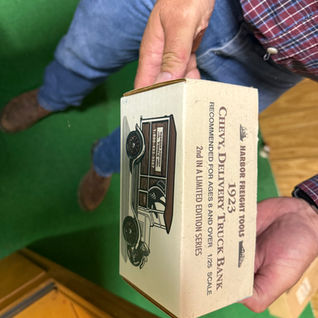 HARBOR FREIGHT TOOLS
1923
CHEVY. DELIVERY TRUCK BANK
RECOMMENDED FOR AGES 8 AND OVER 1/25 SCALE
2nd IN A LIMITED EDITION SERIES